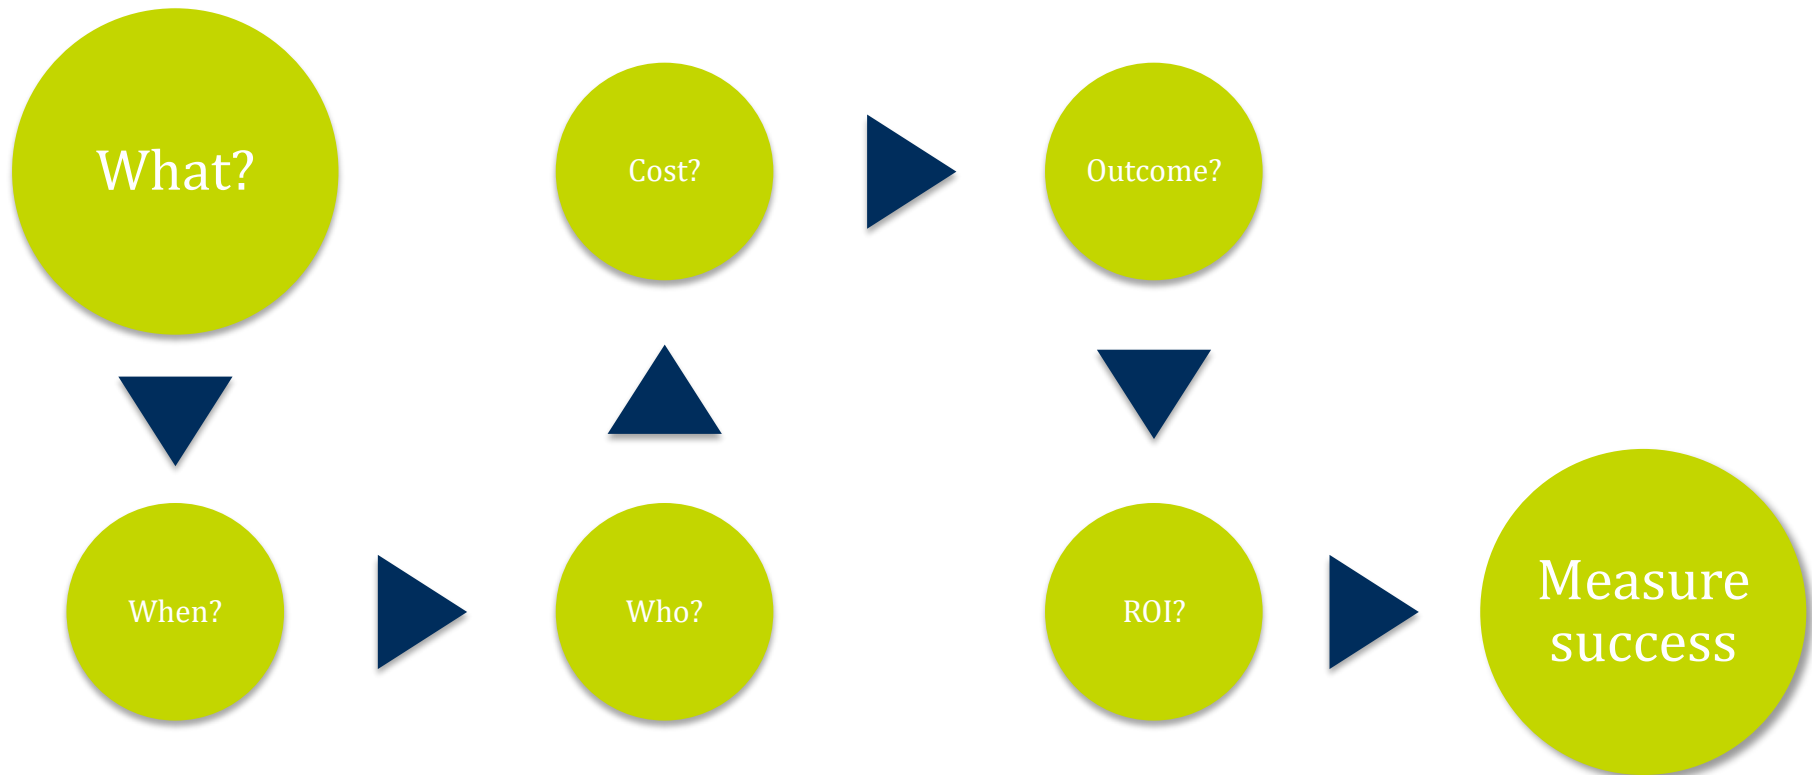 What?
When?
Who?
Cost?
Outcome?
ROI?
Measure
success